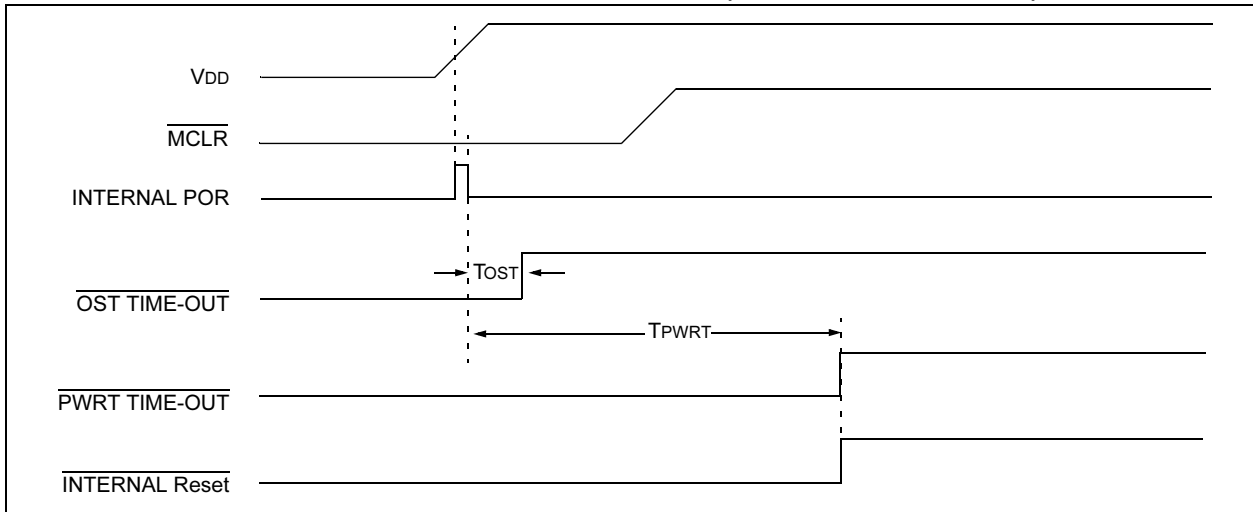 VDD
MCLR
INTERNAL POR
TOST
OST TIME-OUT
TPWRT
PWRT TIME-OUT
INTERNAL Reset